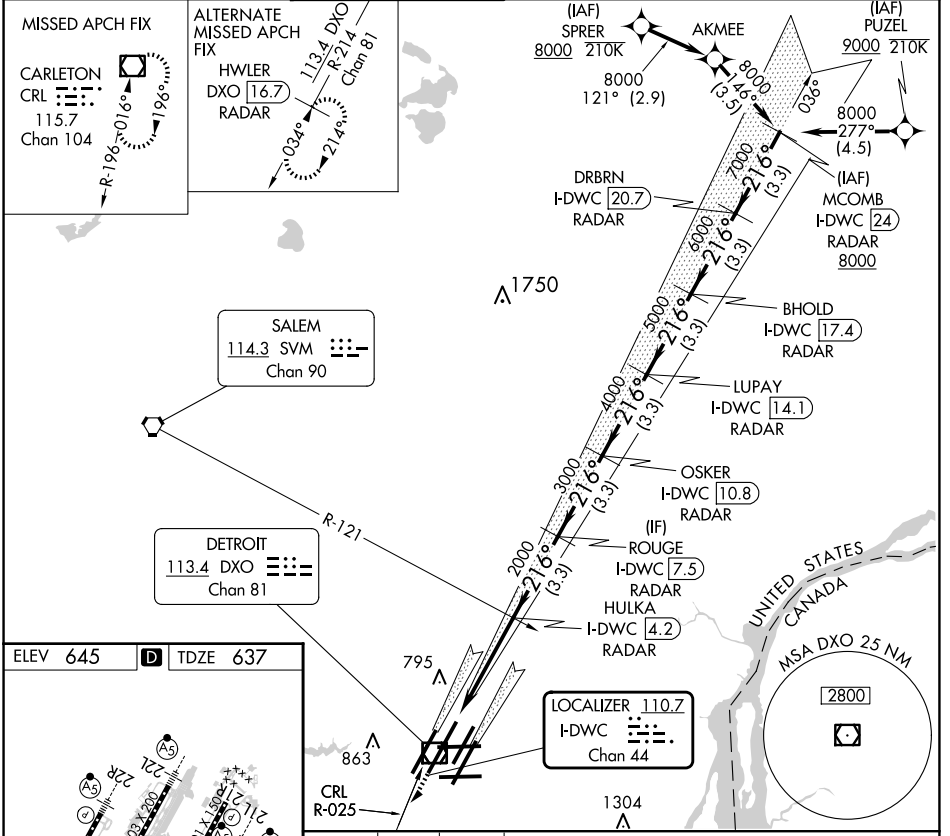 MISSED APCH FIX
CARLETON
CRL
115.7
Chan 104
R-196
016°
196°
ALTERNATE
MISSED APCH
FIX
HWLER
DXO 16.7
RADAR
113.4 DXO
R-214
Chan 81
034°
214°
(IAF)
SPRER
8000 210K
AKMEE
8000
121° (2.9)
8000
146°
(3.5)
036°
(IAF)
PUZEL
9000 210K
8000
277°
(4.5)
(IAF)
MCOMB
I-DWC 24
RADAR
8000
7000
216°
(3.3)
DRBRN
I-DWC 20.7
RADAR
6000
216°
(3.3)
BHOLD
I-DWC 17.4
RADAR
5000
216°
(3.3)
LUPAY
I-DWC 14.1
RADAR
4000
216°
(3.3)
OSKER
I-DWC 10.8
RADAR
3000
216°
(3.3)
(IF)
ROUGE
I-DWC 7.5
RADAR
2000
216°
(3.3)
HULKA
I-DWC 4.2
RADAR
1750
SALEM
114.3 SVM
Chan 90
R-121
DETROIT
113.4 DXO
Chan 81
795
863
CRL
R-025
LOCALIZER 110.7
I-DWC
Chan 44
1304
UNITED STATES
CANADA
MSA DXO 25 NM
2800
ELEV 645
D
TDZE 637
A5
22R
A5
22L
03 X 200
01 X 150
21L